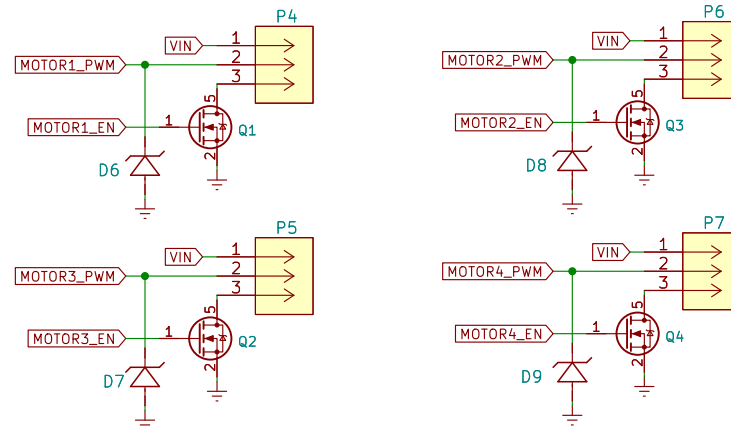 P4
VIN 1
MOTOR1_PWM 2
3
5
MOTOR1_EN 1 Q1
2
D6
P6
VIN 1
MOTOR2_PWM 2
3
5
MOTOR2_EN 1 Q3
2
D8
P5
VIN 1
MOTOR3_PWM 2
3
5
MOTOR3_EN 1 Q2
2
D7
P7
VIN 1
MOTOR4_PWM 2
3
5
MOTOR4_EN 1 Q4
2
D9